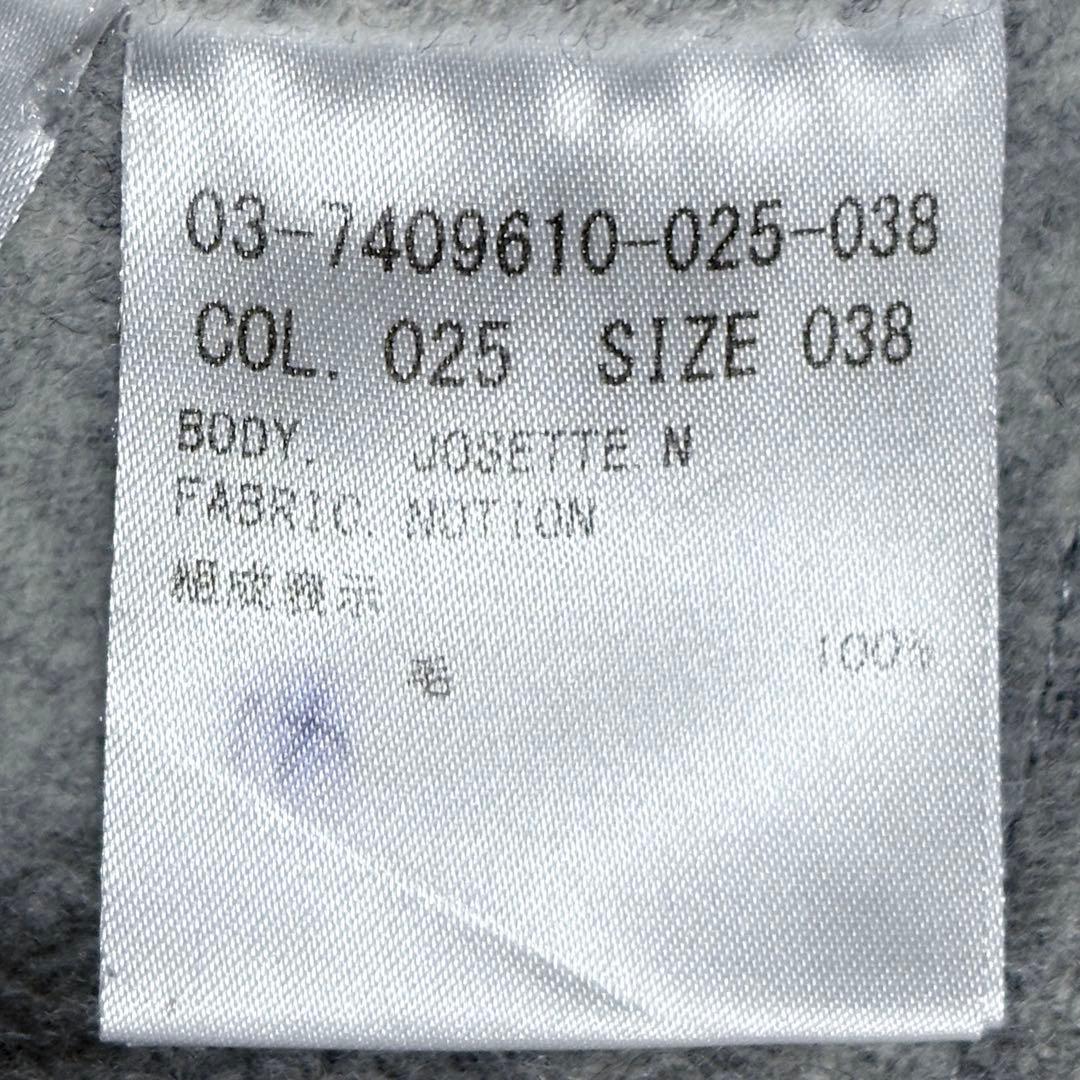 03-7409610-025-038
COL. 025 SIZE 038
BODY. JOSETTE.N
FABRIC. NOTION
組成表示
毛 100%